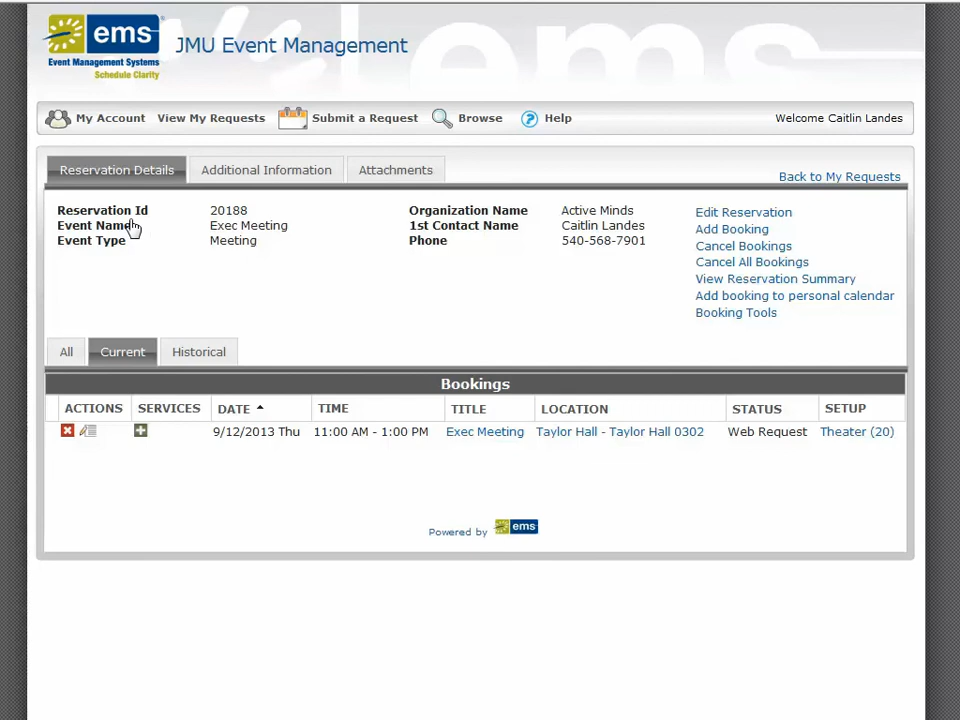 ems
Event Management Systems
Schedule Clarity
JMU Event Management
My Account View My Requests Submit a Request Browse Help Welcome Caitlin Landes
Reservation Details Additional Information Attachments Back to My Requests
Reservation Id 20188 Organization Name Active Minds Edit Reservation
Event Name Exec Meeting 1st Contact Name Caitlin Landes Add Booking
Event Type Meeting Phone 540-568-7901 Cancel Bookings
Cancel All Bookings
View Reservation Summary
Add booking to personal calendar
Booking Tools
All Current Historical
Bookings
ACTIONS SERVICES DATE TIME TITLE LOCATION STATUS SETUP
9/12/2013 Thu 11:00 AM - 1:00 PM Exec Meeting Taylor Hall - Taylor Hall 0302 Web Request Theater (20)
Powered by ems